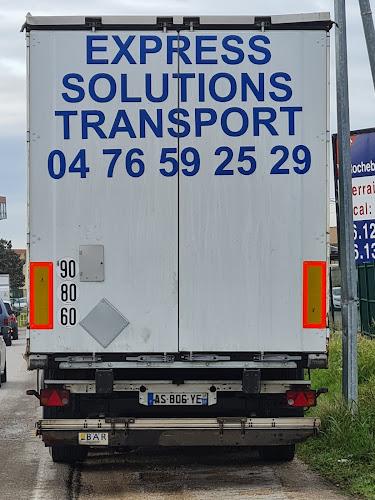 EXPRESS
SOLUTIONS
TRANSPORT
04 76 59 25 29
90
80
60
AS-806-YE
BAR